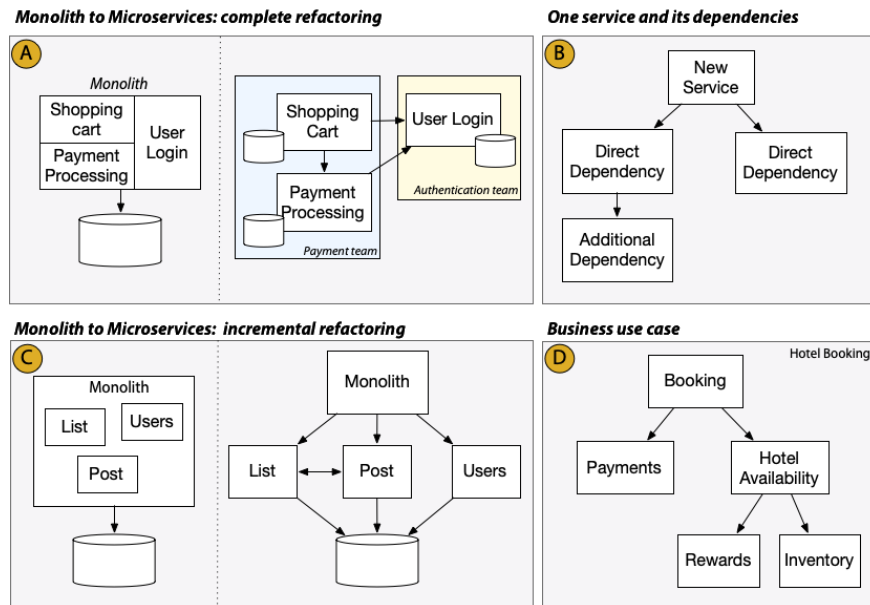 Monolith to Microservices: complete refactoring
A
Monolith
Shopping
cart
Payment
Processing
User
Login
Shopping
Cart
Payment
Processing
Payment team
User Login
Authentication team
One service and its dependencies
B
New
Service
Direct
Dependency
Direct
Dependency
Additional
Dependency
Monolith to Microservices: incremental refactoring
C
Monolith
List
Users
Post
Monolith
List
Post
Users
Business use case
D
Hotel Booking
Booking
Payments
Hotel
Availability
Rewards
Inventory